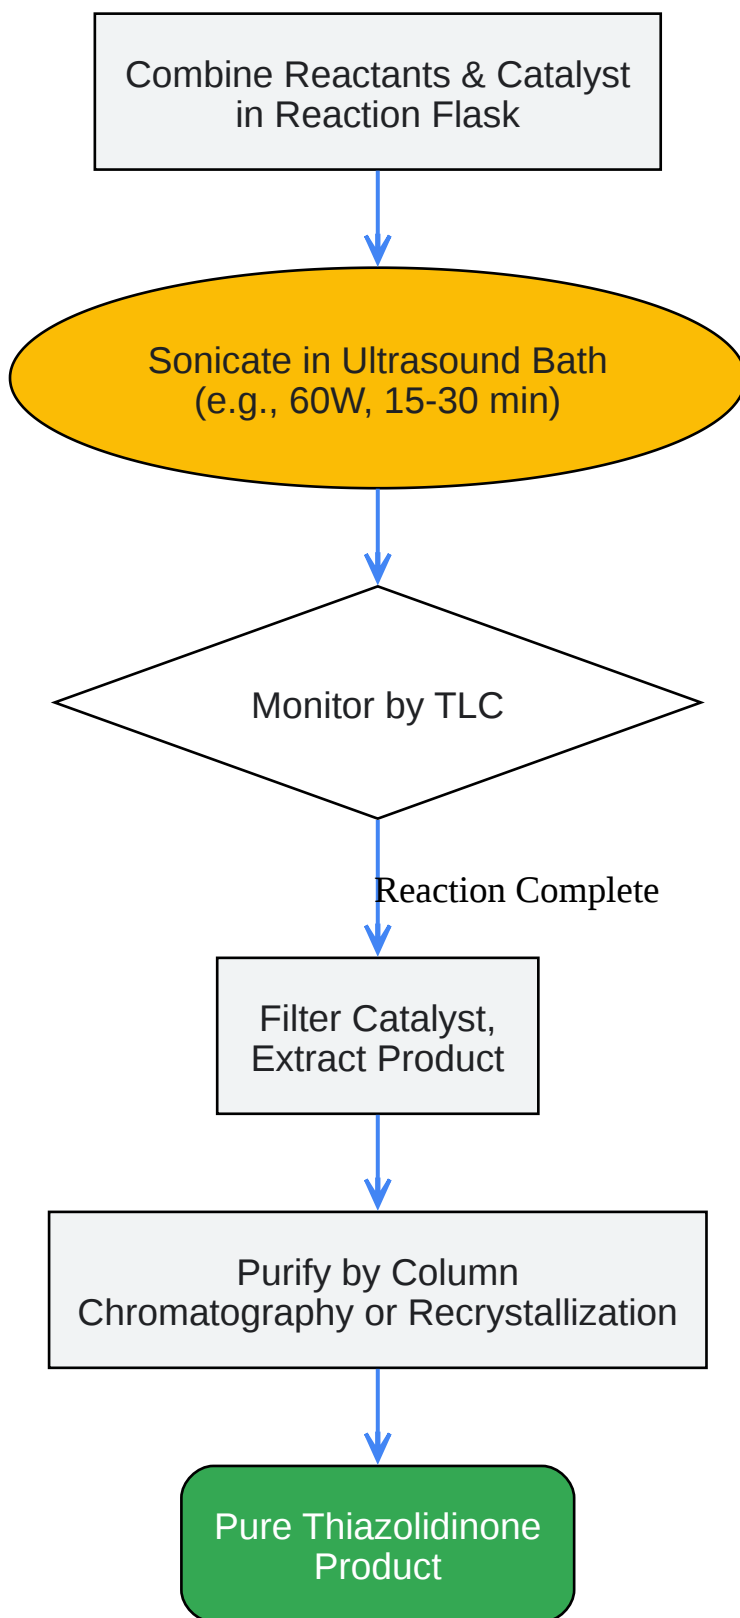 Combine Reactants & Catalyst
in Reaction Flask
Sonicate in Ultrasound Bath
(e.g., 60W, 15-30 min)
Monitor by TLC
Reaction Complete
Filter Catalyst,
Extract Product
Purify by Column
Chromatography or Recrystallization
Pure Thiazolidinone
Product